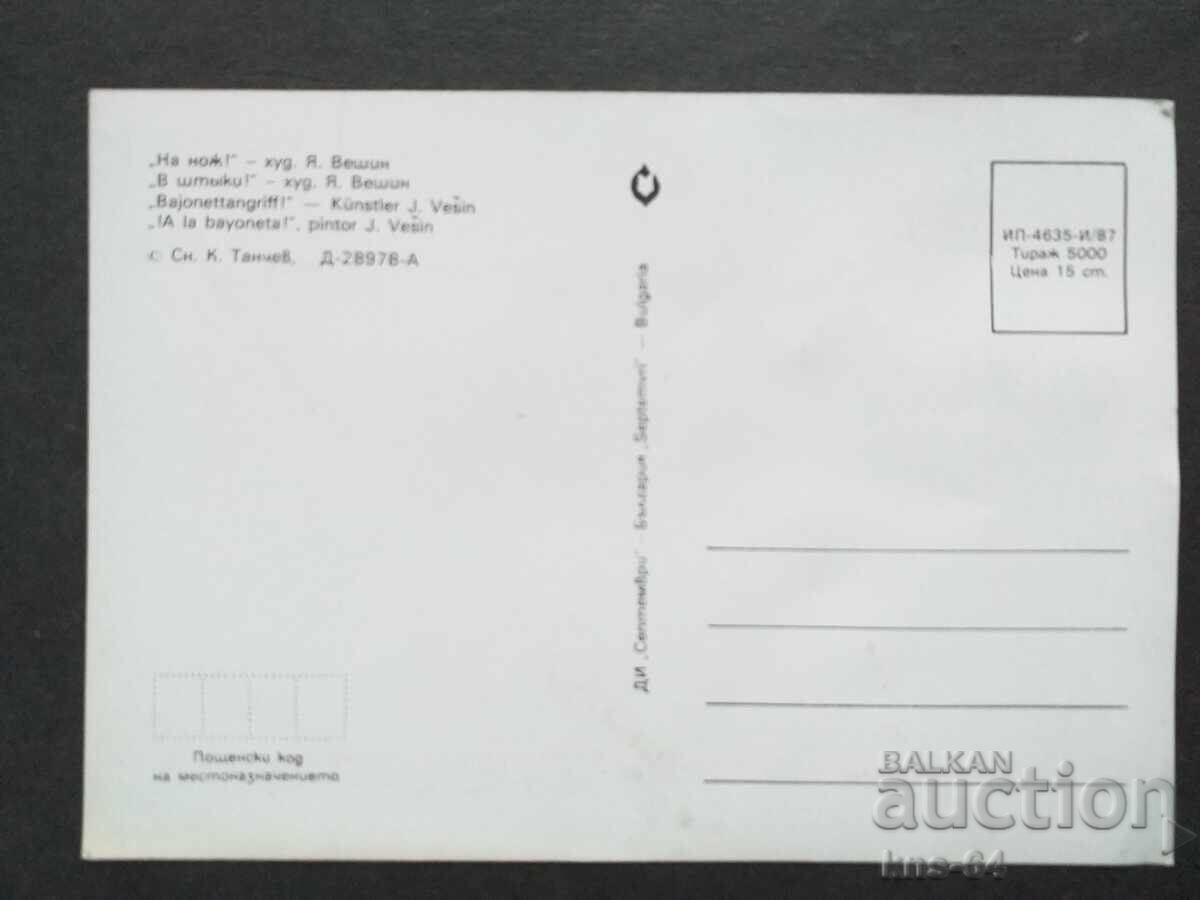 „На нож!" – худ. Я. Вешин
„В штыки!" – худ. Я. Вешин
„Bajonettangriff!" — Künstler J. Vešin
„!A la bayoneta!", pintor J. Vešin
© Сн. К. Танчев, Д-28978-А
ДИ „Септември" – България „Septemvri" — Bulgaria
ИП-4635-И/87
Тираж 5000
Цена 15 ст.
Пощенски код
на местоназначението
BALKAN
auction
kns-64